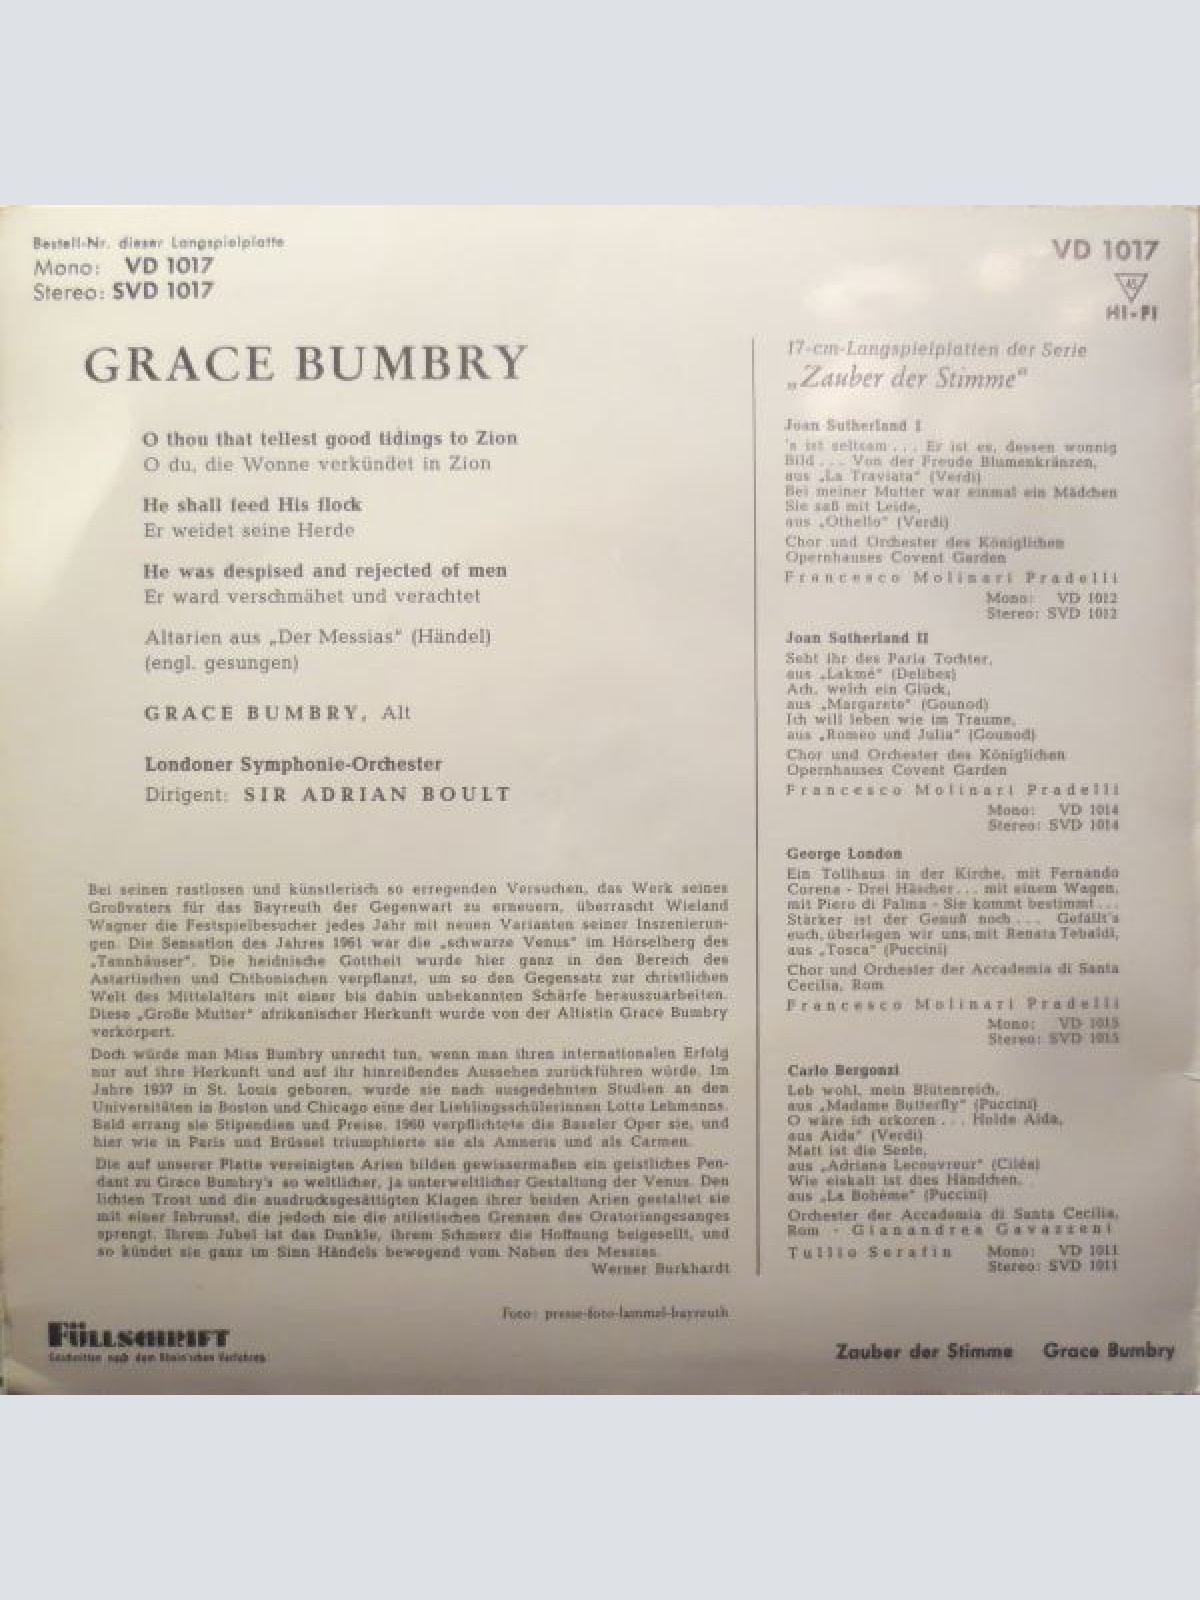 Bestell-Nr. dieser Langspielplatte
Mono: VD 1017
Stereo: SVD 1017
VD 1017
45
HI-FI
GRACE BUMBRY
O thou that tellest good tidings to Zion
O du, die Wonne verkündet in Zion
He shall feed His flock
Er weidet seine Herde
He was despised and rejected of men
Er ward verschmähet und verachtet
Altarien aus „Der Messias" (Händel)
(engl. gesungen)
GRACE BUMBRY, Alt
Londoner Symphonie-Orchester
Dirigent: SIR ADRIAN BOULT
Bei seinen rastlosen und künstlerisch so erregenden Versuchen, das Werk seines
Großvaters für das Bayreuth der Gegenwart zu erneuern, überrascht Wieland
Wagner die Festspielbesucher jedes Jahr mit neuen Varianten seiner Inszenierun-
gen. Die Sensation des Jahres 1961 war die „schwarze Venus" im Hörselberg des
„Tannhäuser". Die heidnische Gottheit wurde hier ganz in den Bereich des
Astartischen und Chthonischen verpflanzt, um so den Gegensatz zur christlichen
Welt des Mittelalters mit einer bis dahin unbekannten Schärfe herauszuarbeiten.
Diese „Große Mutter" afrikanischer Herkunft wurde von der Altistin Grace Bumbry
verkörpert.
Doch würde man Miss Bumbry unrecht tun, wenn man ihren internationalen Erfolg
nur auf ihre Herkunft und auf ihr hinreißendes Aussehen zurückführen würde. Im
Jahre 1937 in St. Louis geboren, wurde sie nach ausgedehnten Studien an den
Universitäten in Boston und Chicago eine der Lieblingsschülerinnen Lotte Lehmanns.
Bald errang sie Stipendien und Preise. 1960 verpflichtete die Baseler Oper sie, und
hier wie in Paris und Brüssel triumphierte sie als Amneris und als Carmen.
Die auf unserer Platte vereinigten Arien bilden gewissermaßen ein geistliches Pen-
dant zu Grace Bumbry's so weltlicher, ja unterweltlicher Gestaltung der Venus. Den
lichten Trost und die ausdrucksgesättigten Klagen ihrer beiden Arien gestaltet sie
mit einer Inbrunst, die jedoch nie die stilistischen Grenzen des Oratoriengesanges
sprengt. Ihrem Jubel ist das Dunkle, ihrem Schmerz die Hoffnung beigesellt, und
so kündet sie ganz im Sinn Händels bewegend vom Nahen des Messias.
Werner Burkhardt
Foto: presse-foto-lammel-bayreuth
FÜLLSCHRIFT
Geschnitten nach dem Rhein'schen Verfahren
17-cm-Langspielplatten der Serie
„Zauber der Stimme"
Joan Sutherland I
's ist seltsam . . . Er ist es, dessen wonnig
Bild . . . Von der Freude Blumenkränzen,
aus „La Traviata" (Verdi)
Bei meiner Mutter war einmal ein Mädchen
Sie saß mit Leide,
aus „Othello" (Verdi)
Chor und Orchester des Königlichen
Opernhauses Covent Garden
Francesco Molinari Pradelli
Mono: VD 1012
Stereo: SVD 1012
Joan Sutherland II
Seht ihr des Paria Tochter,
aus „Lakmé" (Delibes)
Ach, welch ein Glück,
aus „Margarete" (Gounod)
Ich will leben wie im Traume,
aus „Romeo und Julia" (Gounod)
Chor und Orchester des Königlichen
Opernhauses Covent Garden
Francesco Molinari Pradelli
Mono: VD 1014
Stereo: SVD 1014
George London
Ein Tollhaus in der Kirche, mit Fernando
Corena - Drei Häscher . . . mit einem Wagen,
mit Piero di Palma - Sie kommt bestimmt . . .
Stärker ist der Genuß noch . . . Gefällt's
euch, überlegen wir uns, mit Renata Tebaldi,
aus „Tosca" (Puccini)
Chor und Orchester der Accademia di Santa
Cecilia, Rom
Francesco Molinari Pradelli
Mono: VD 1015
Stereo: SVD 1015
Carlo Bergonzi
Leb wohl, mein Blütenreich,
aus „Madame Butterfly" (Puccini)
O wäre ich erkoren . . . Holde Aida,
aus Aida" (Verdi)
Matt ist die Seele,
aus „Adriana Lecouvreur" (Ciléa)
Wie eiskalt ist dies Händchen,
aus „La Bohème" (Puccini)
Orchester der Accademia di Santa Cecilia,
Rom - Gianandrea Gavazzeni
Tullio Serafin Mono: VD 1011
Stereo: SVD 1011
Zauber der Stimme Grace Bumbry